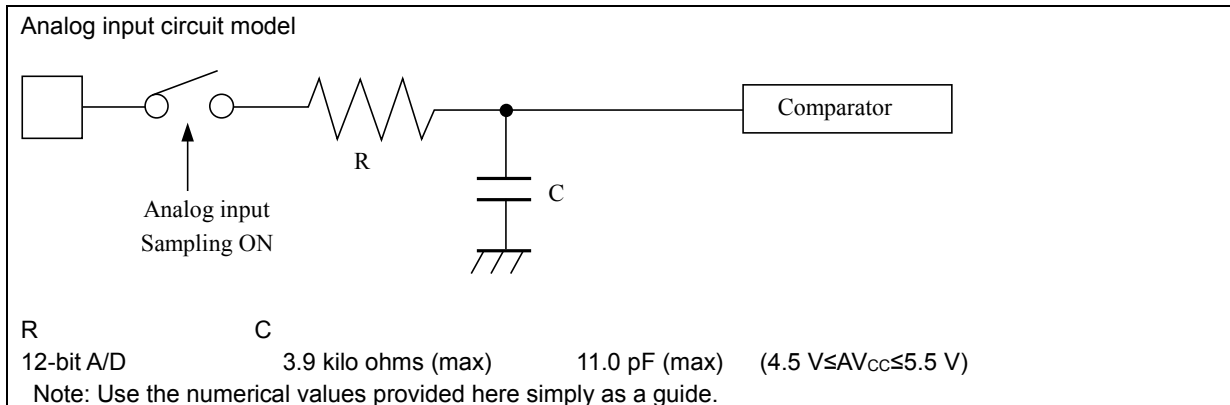 Analog input circuit model
Comparator
R
C
Analog input
Sampling ON
R C
12-bit A/D 3.9 kilo ohms (max) 11.0 pF (max) (4.5 V≤AVCC≤5.5 V)
Note: Use the numerical values provided here simply as a guide.